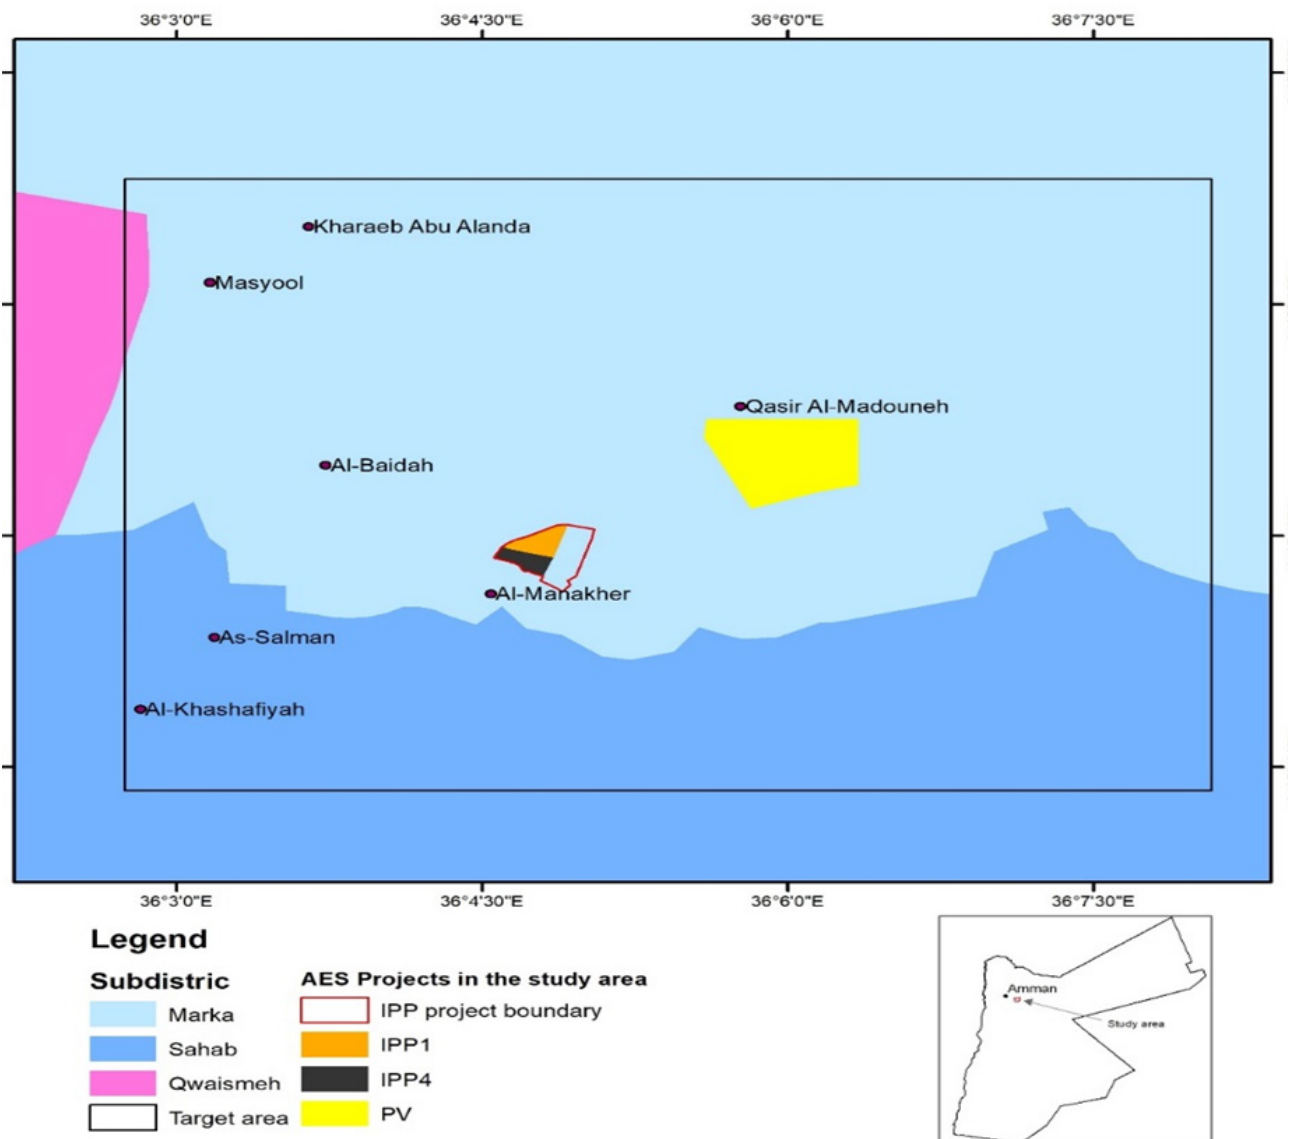 36°3'0"E 36°4'30"E 36°6'0"E 36°7'30"E
Kharaeb Abu Alanda
Masyool
Qasir Al-Madouneh
Al-Baidah
Al-Manakher
As-Salman
Al-Khashafiyah
36°3'0"E 36°4'30"E 36°6'0"E 36°7'30"E
Legend
Subdistric
Marka
Sahab
Qwaismeh
Target area
AES Projects in the study area
IPP project boundary
IPP1
IPP4
PV
Amman
Study area